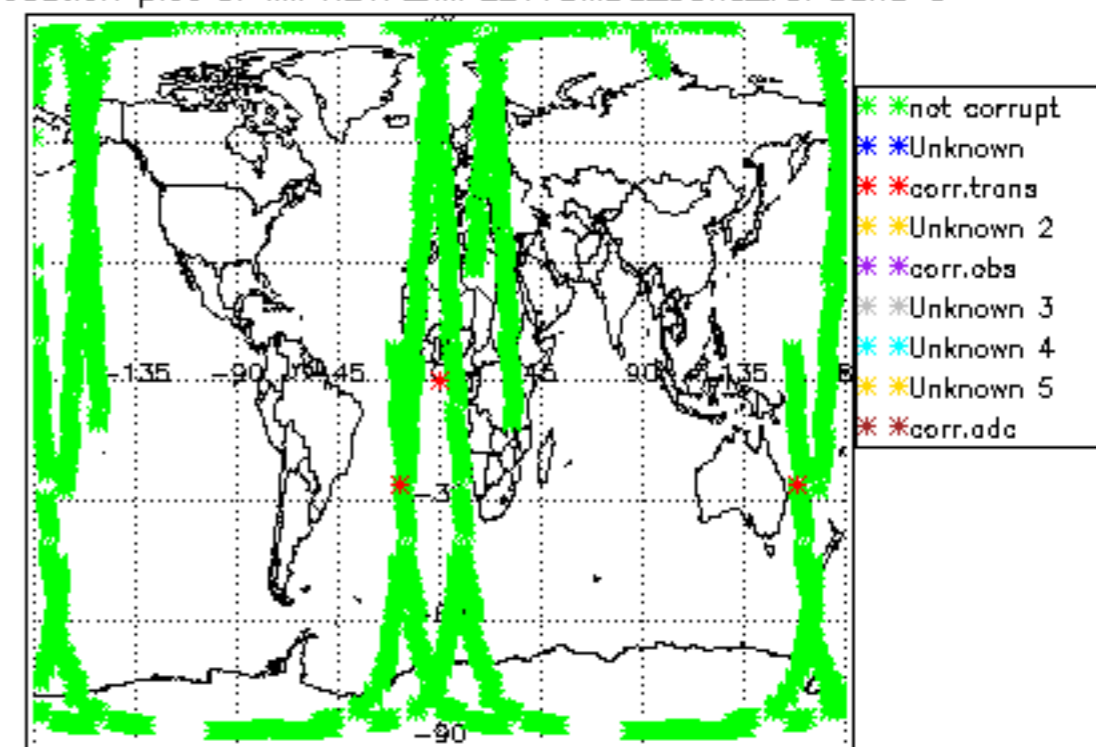 not corrupt
Unknown
corr.trans
Unknown 2
corr.obs
Unknown 3
Unknown 4
Unknown 5
corr.adc
-135 -90 45 45 90 135
-3
-90